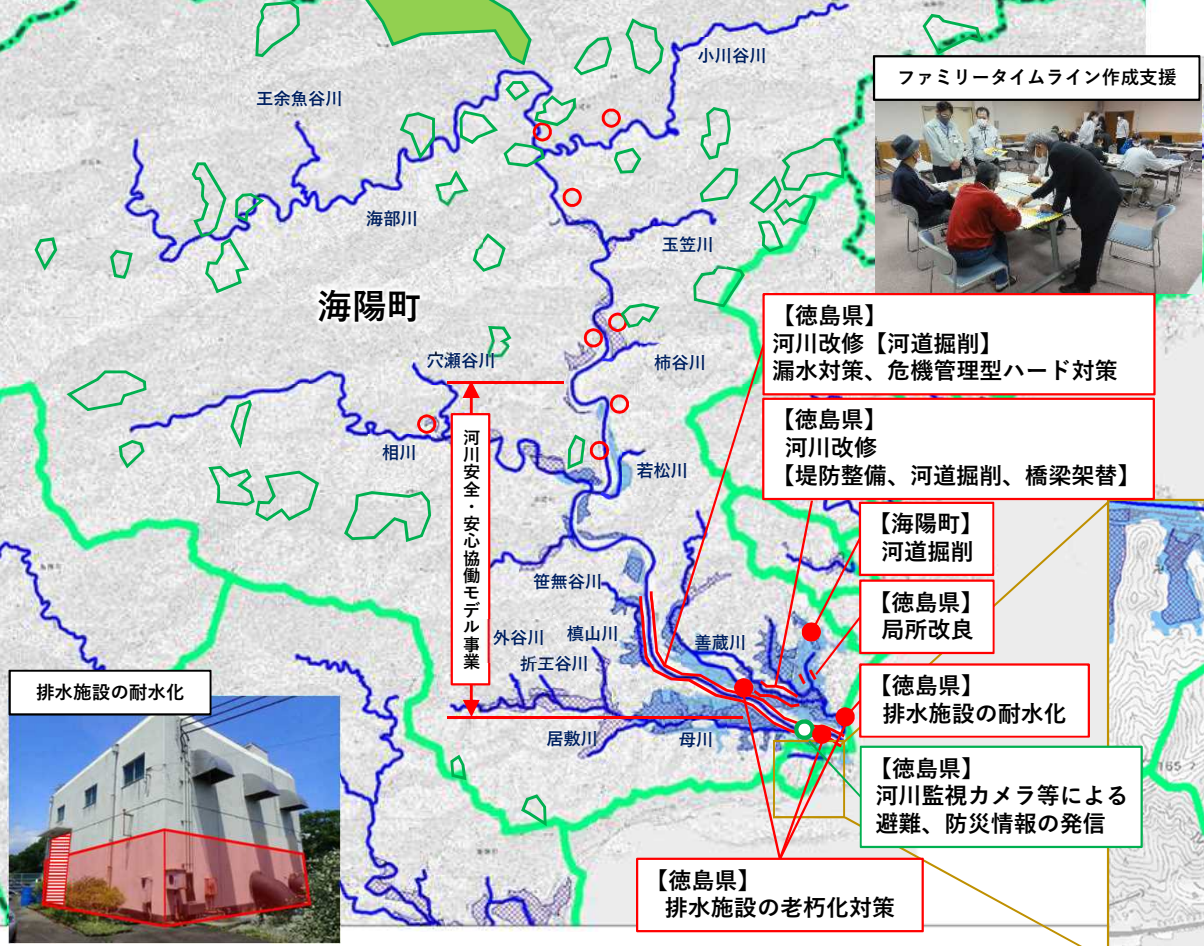 小川谷川
ファミリータイムライン作成支援
王余魚谷川
海部川
玉笠川
海陽町
【徳島県】
河川改修【河道掘削】
漏水対策、危機管理型ハード対策
穴瀬谷川
柿谷川
【徳島県】
河川改修
【堤防整備、河道掘削、橋梁架替】
河川安全・安心協働モデル事業
相川
若松川
【海陽町】
河道掘削
笹無谷川
【徳島県】
局所改良
外谷川
槙山川
善蔵川
折王谷川
排水施設の耐水化
【徳島県】
排水施設の耐水化
居敷川
母川
【徳島県】
河川監視カメラ等による
避難、防災情報の発信
165
【徳島県】
排水施設の老朽化対策